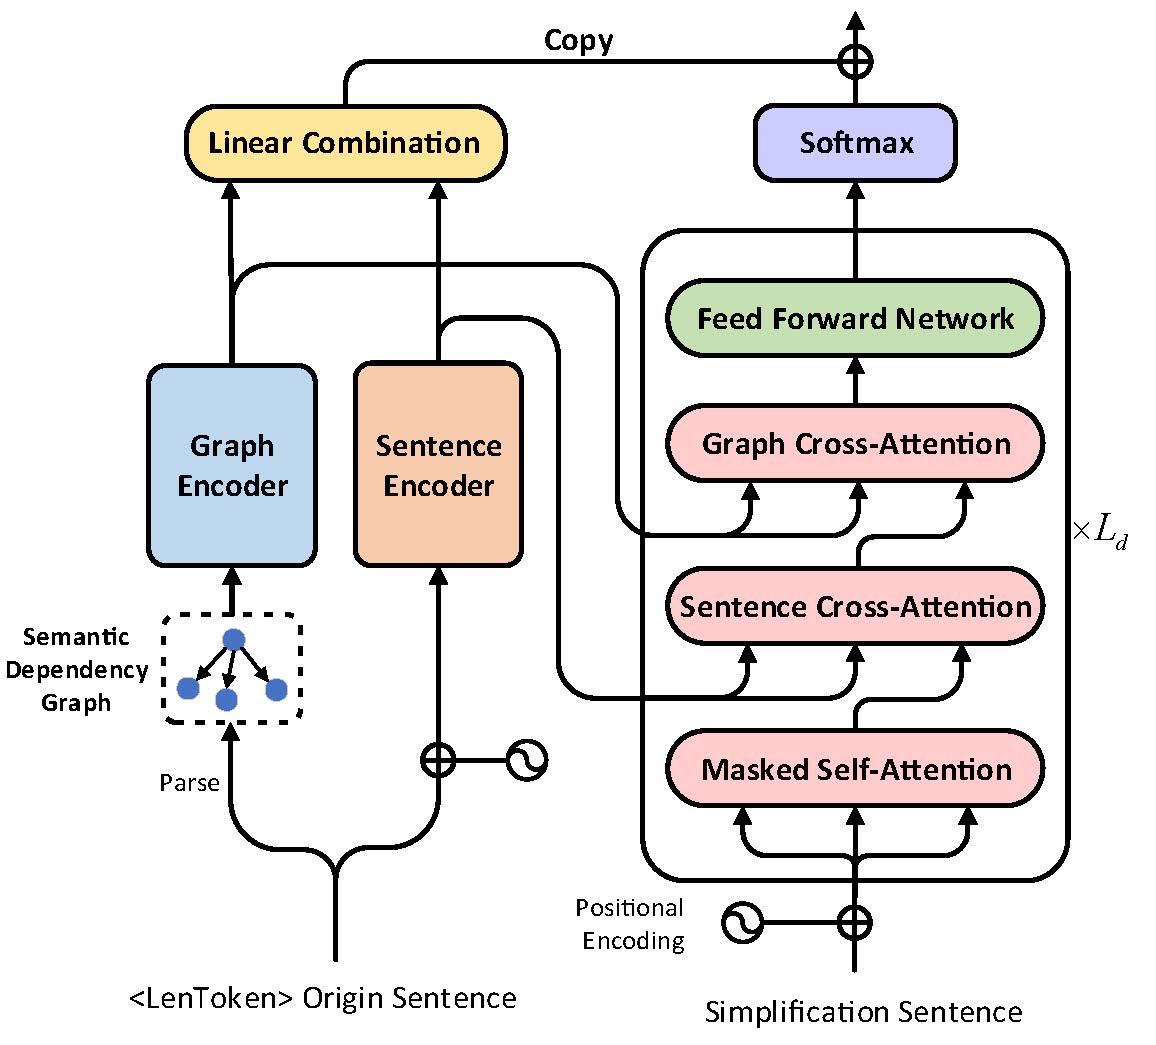 Copy
Linear Combination
Softmax
Feed Forward Network
Graph
Encoder
Sentence
Encoder
Graph Cross-Attention
×L_d
Sentence Cross-Attention
Semantic
Dependency
Graph
Masked Self-Attention
Parse
Positional
Encoding
<LenToken> Origin Sentence
Simplification Sentence